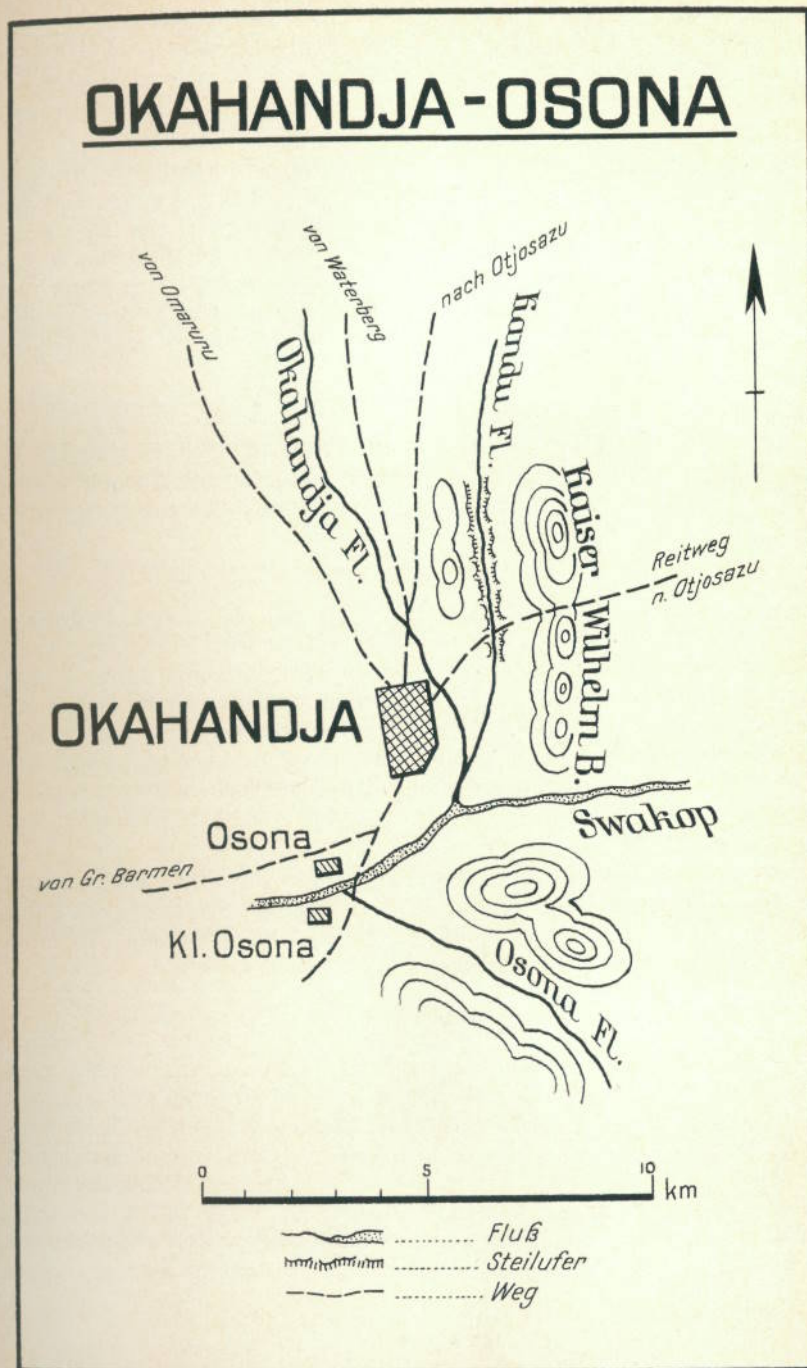 OKAHANDJA - OSONA
von Omaruru
von Waterberg
nach Otjosazu
Kandu Fl.
Okahandja Fl.
Kaiser Wilhelm B.
Reitweg
n. Otjosazu
OKAHANDJA
Swakop
Osona
von Gr. Barmen
Kl. Osona
Osona Fl.
0 5 10
km
Fluß
Steilufer
Weg